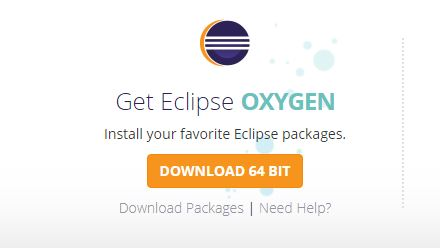 Get Eclipse OXYGEN
Install your favorite Eclipse packages.
DOWNLOAD 64 BIT
Download Packages | Need Help?